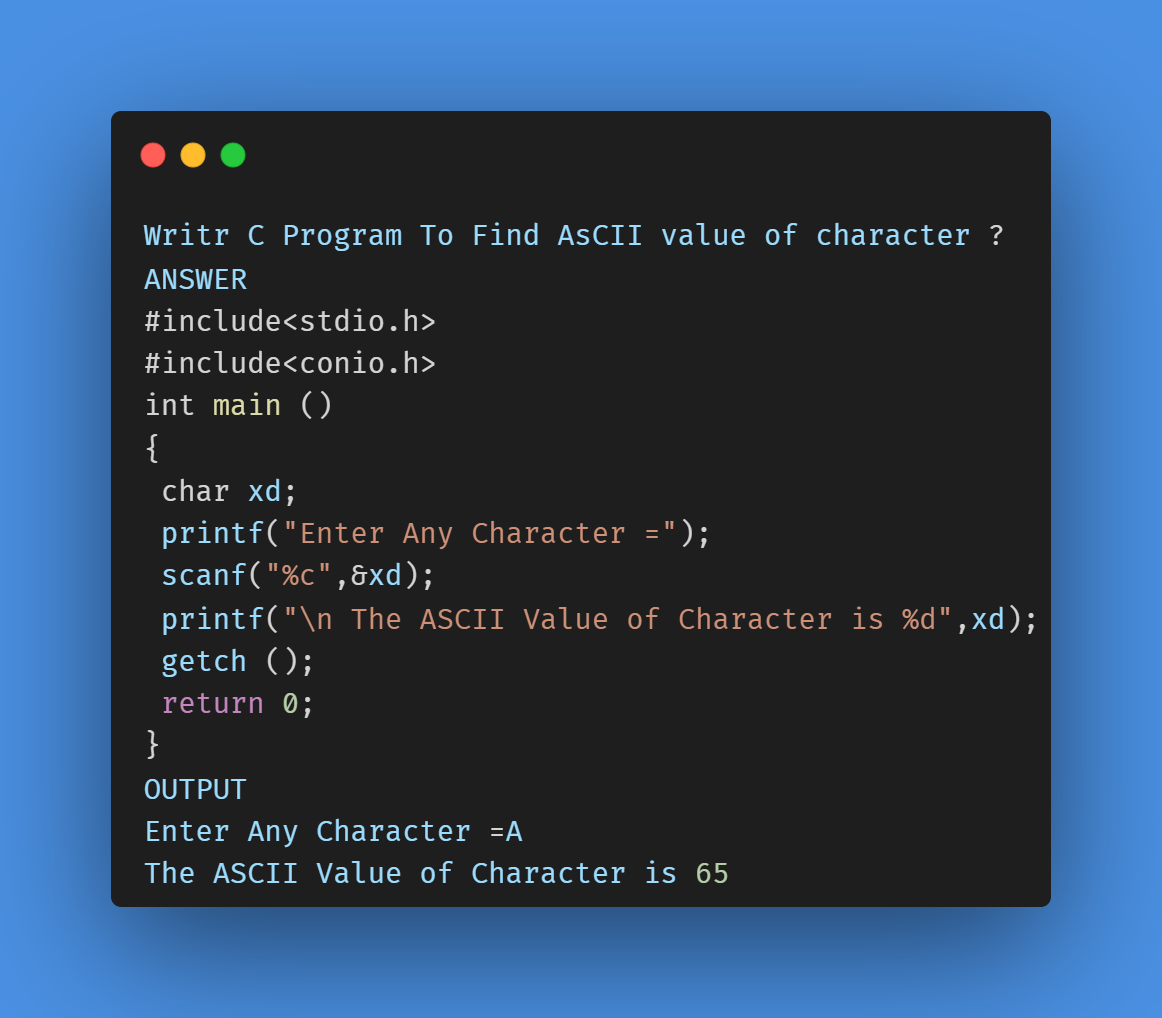 Writr C Program To Find AsCII value of character ?
ANSWER
#include<stdio.h>
#include<conio.h>
int main ()
{
 char xd;
 printf("Enter Any Character =");
 scanf("%c",&xd);
 printf("\n The ASCII Value of Character is %d",xd);
 getch ();
 return 0;
}
OUTPUT
Enter Any Character =A
The ASCII Value of Character is 65